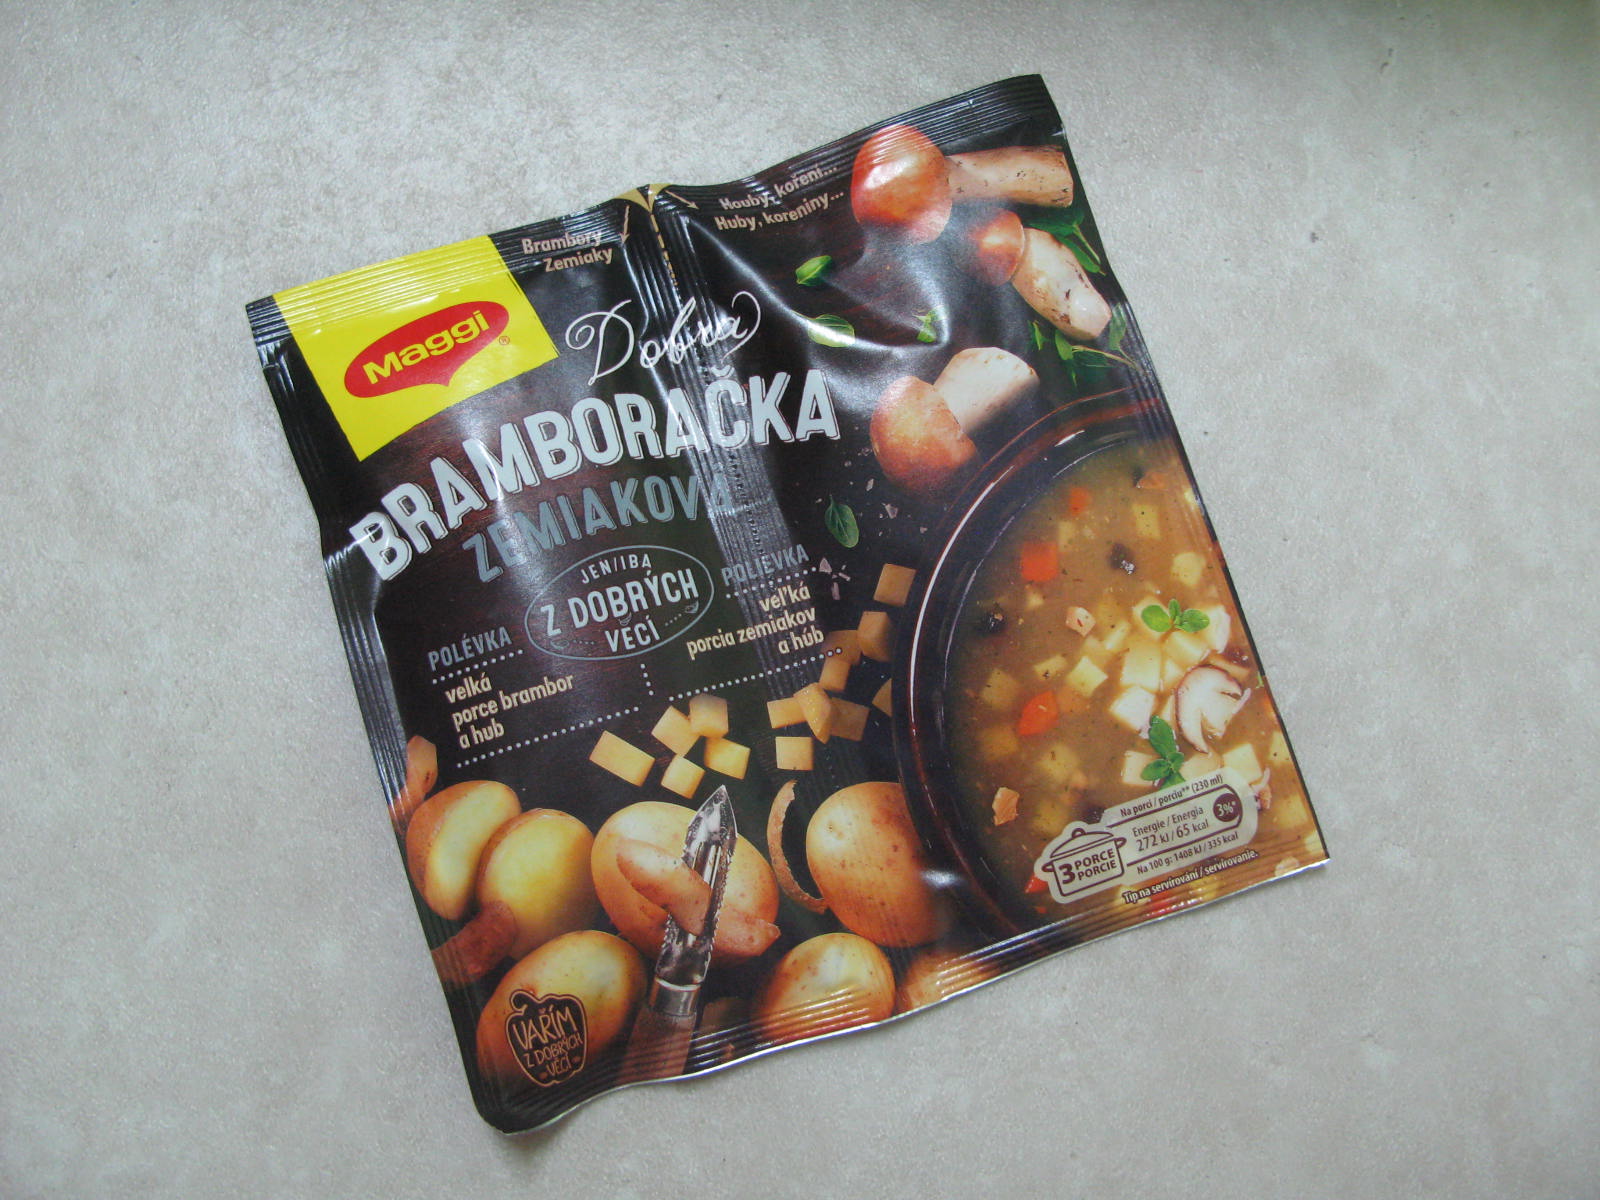 Brambory
Zemiaky
Houby, koření...
Huby, koreniny...
Maggi®
Dobrá
BRAMBORAČKA
ZEMIAKOVÁ
JEN/IBA
Z DOBRÝCH
VĚCÍ
POLÉVKA
velká
porce brambor
a hub
POLIEVKA
veľká
porcia zemiakov
a húb
Na porci / porciu** (230 ml)
Energie / Energia
272 kJ / 65 kcal
3%*
Na 100 g: 1408 kJ / 335 kcal
3 PORCE
PORCIE
Tip na servírování / servírovanie.
VAŘÍM
Z DOBRÝCH
VĚCÍ